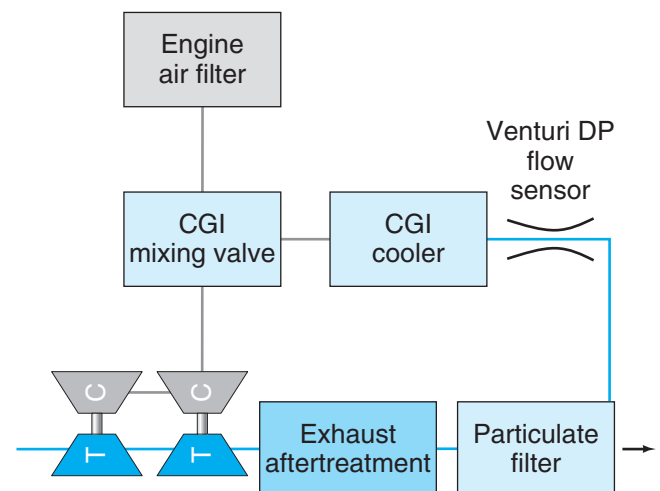 Engine
air filter
Venturi DP
flow
sensor
CGI
mixing valve
CGI
cooler
C
C
T
T
Exhaust
aftertreatment
Particulate
filter